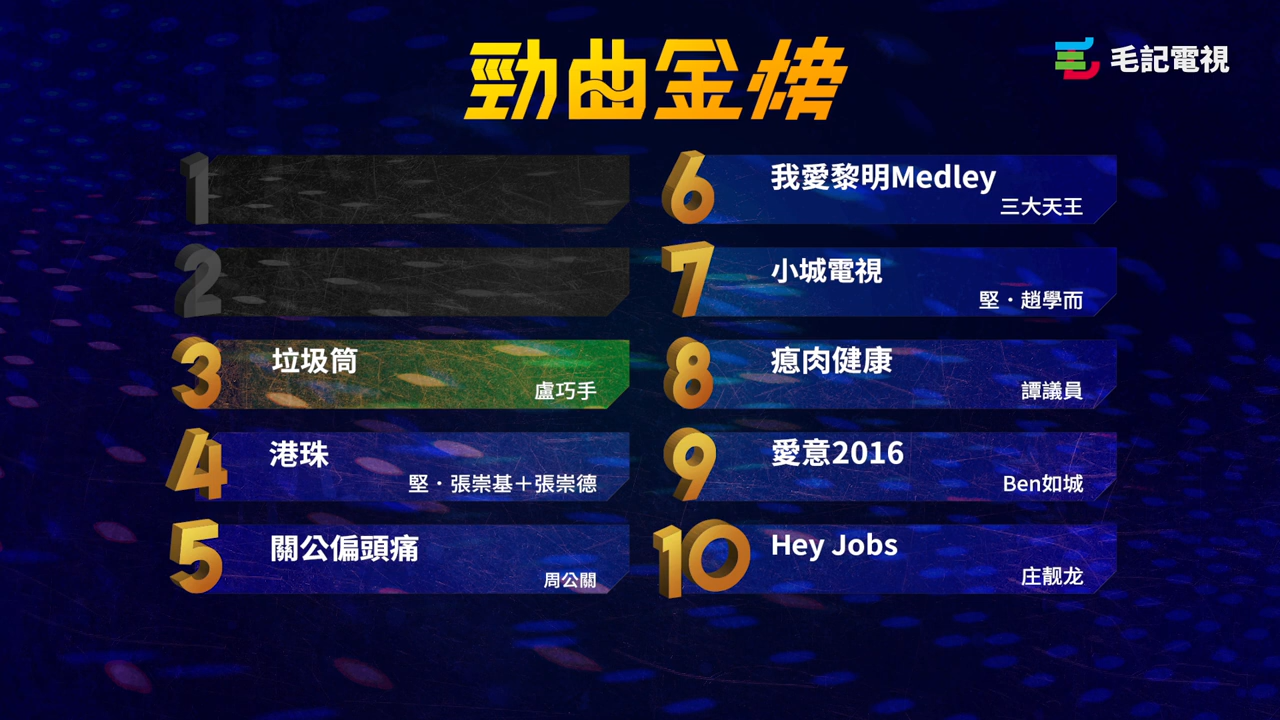 勁曲金榜
毛記電視
1
2
3
垃圾筒
盧巧手
4
港珠
堅．張崇基＋張崇德
5
關公偏頭痛
周公關
6
我愛黎明Medley
三大天王
7
小城電視
堅．趙學而
8
瘜肉健康
譚議員
9
愛意2016
Ben如城
10
Hey Jobs
庄靓龙